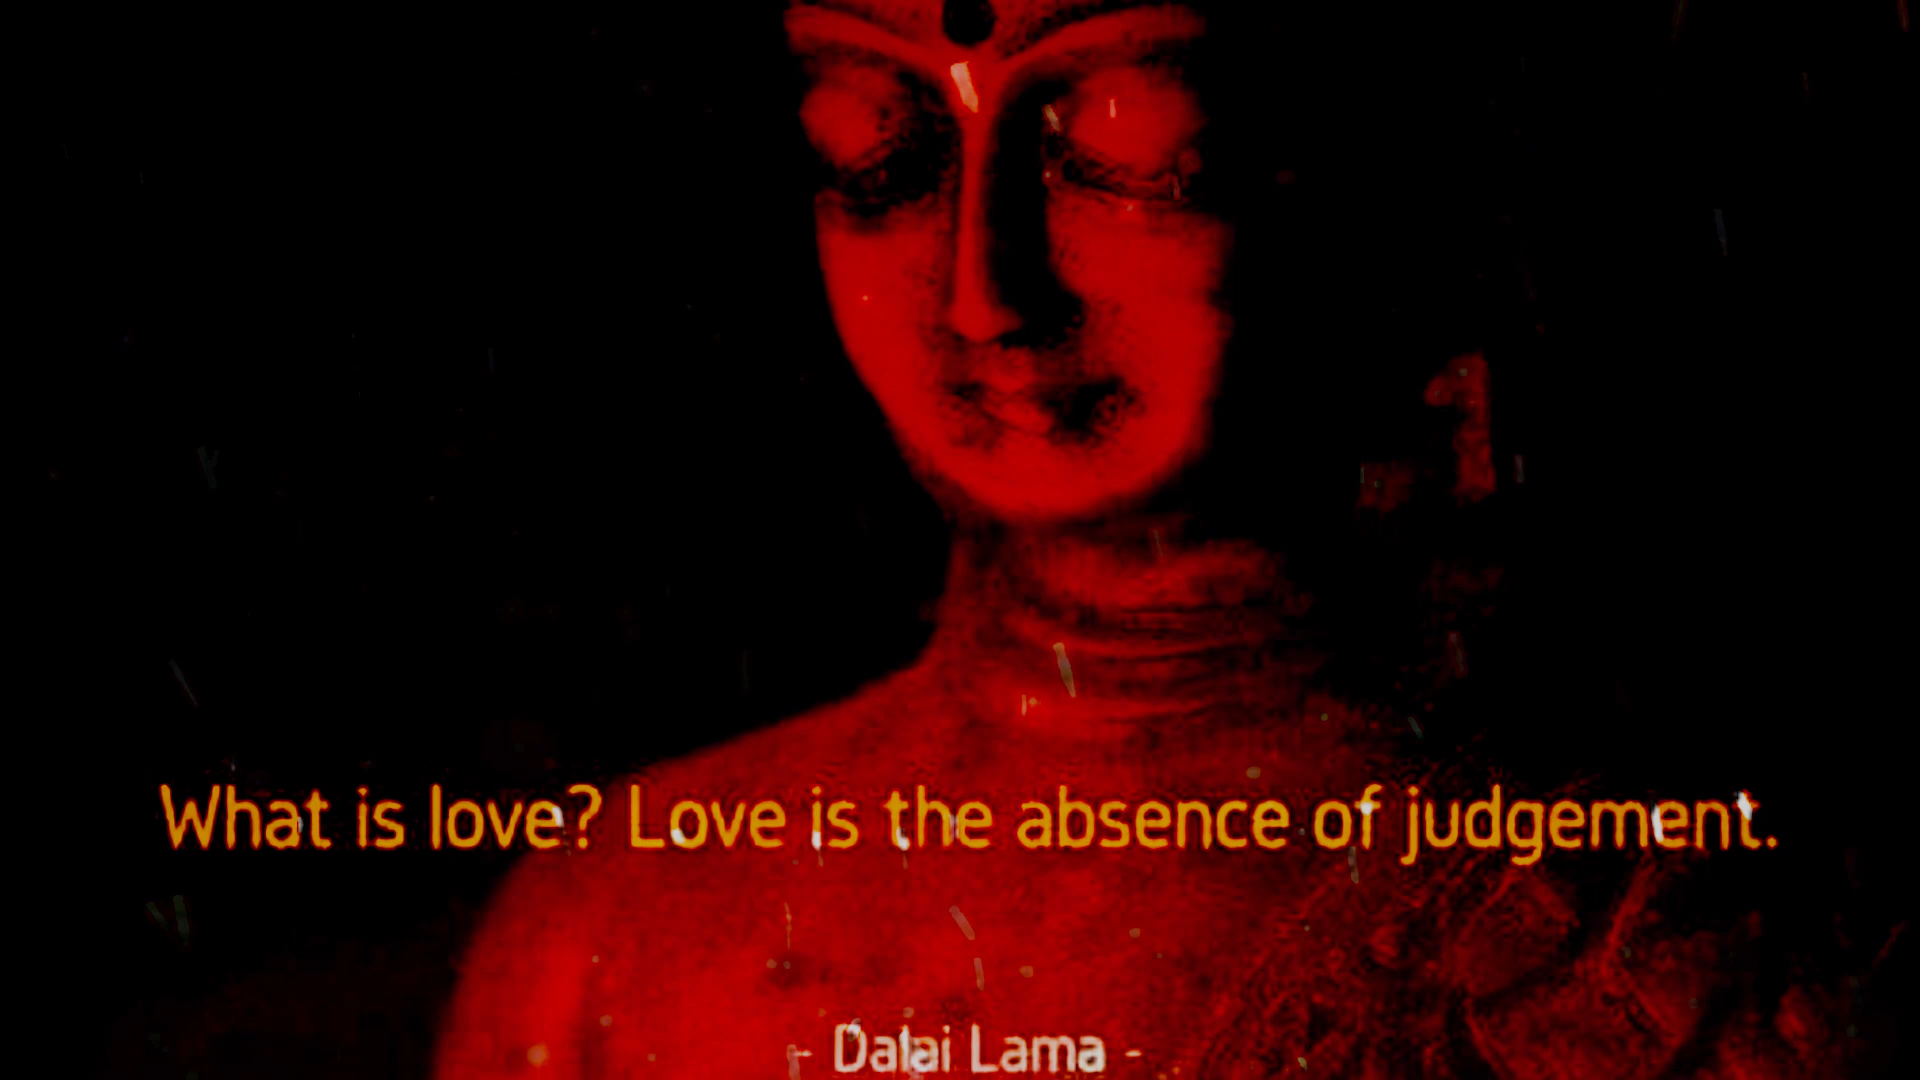 What is love? Love is the absence of judgement.
- Dalai Lama -